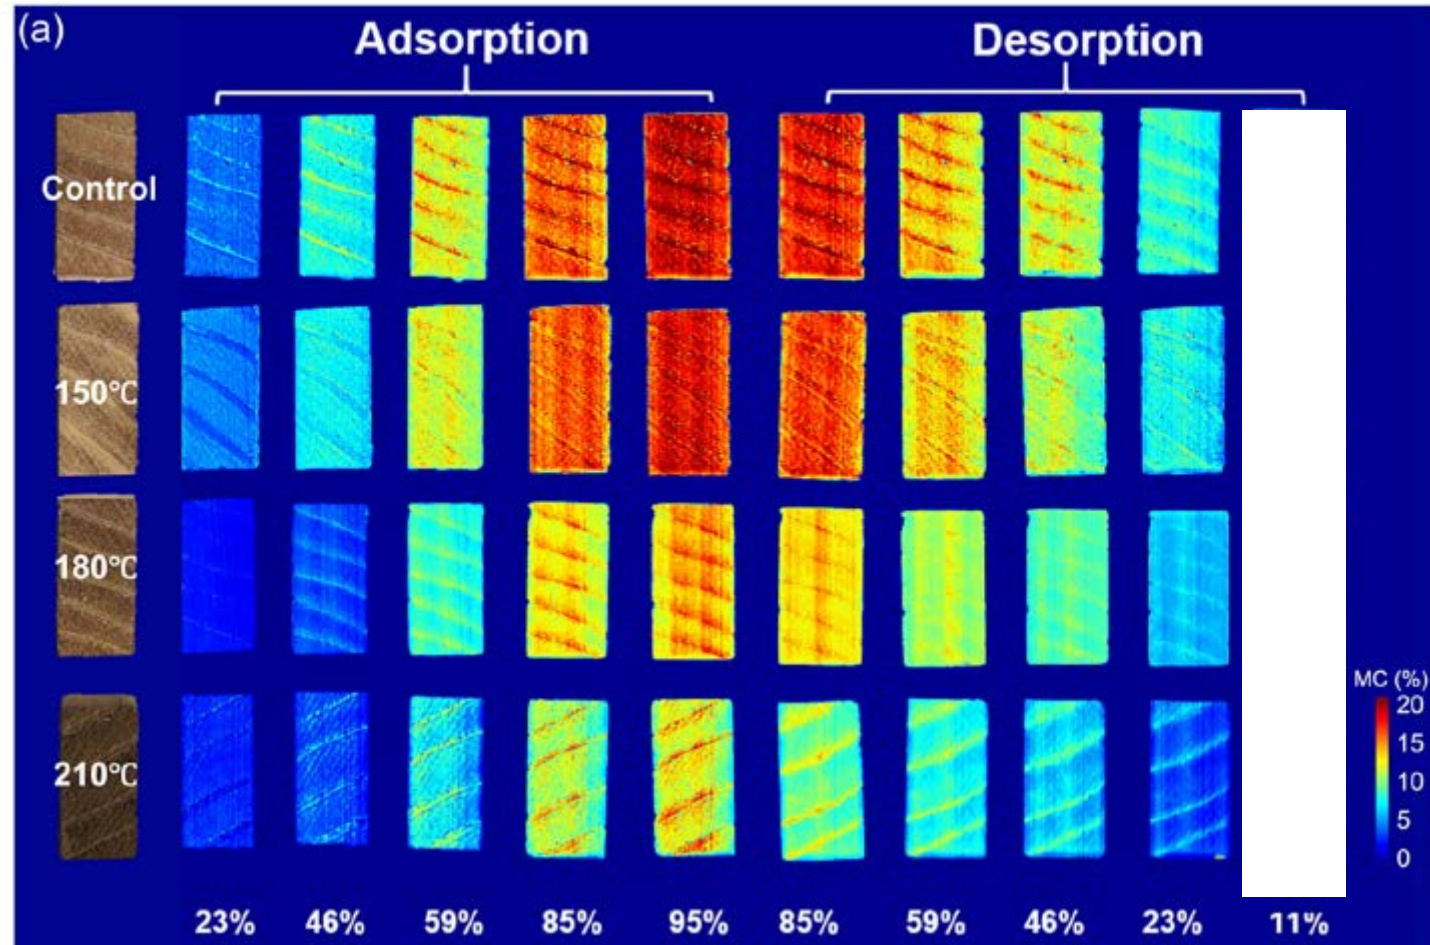 (a)
Adsorption Desorption
Control
150℃
180℃
210℃
MC (%)
20
15
10
5
0
23% 46% 59% 85% 95% 85% 59% 46% 23% 11%